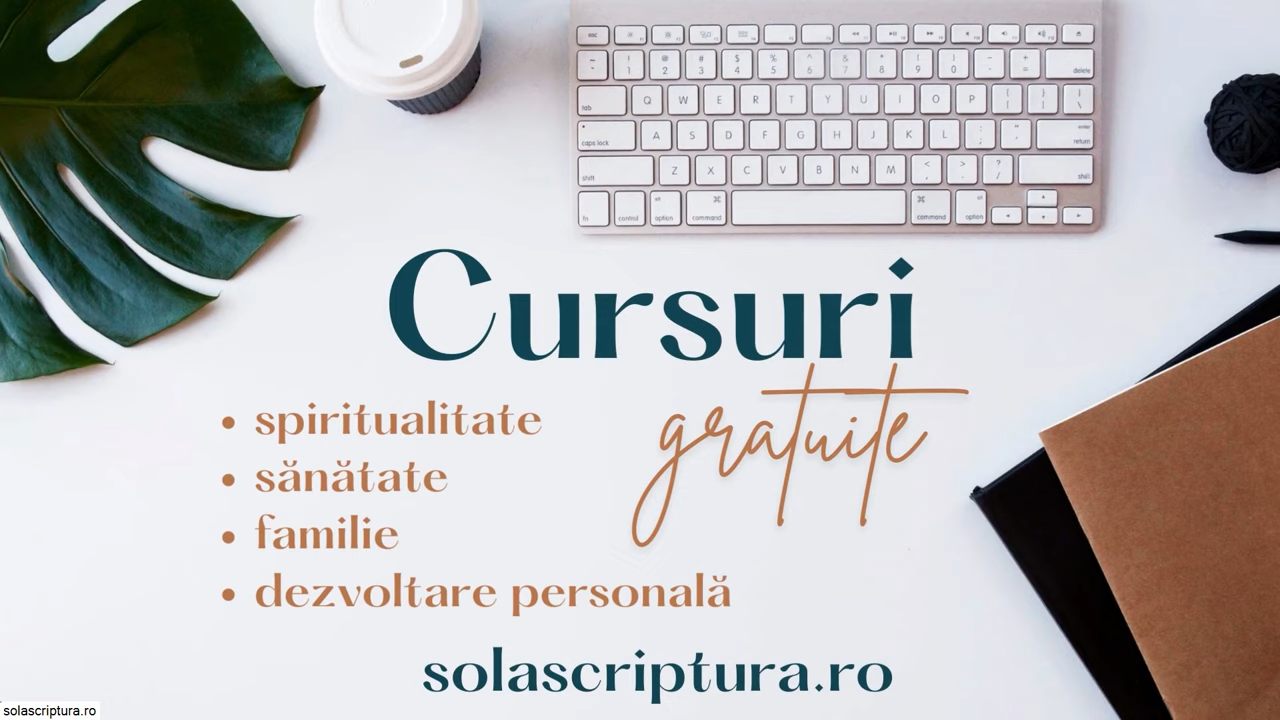 Cursuri
gratuite
• spiritualitate
• sănătate
• familie
• dezvoltare personală
solascriptura.ro
solascriptura.ro